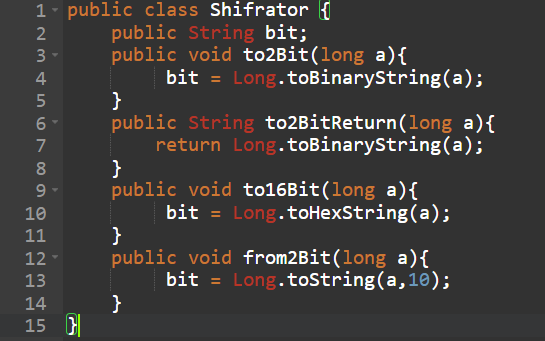 1 public class Shifrator {
2     public String bit;
3     public void to2Bit(long a){
4         bit = Long.toBinaryString(a);
5     }
6     public String to2BitReturn(long a){
7        return Long.toBinaryString(a);
8     }
9     public void to16Bit(long a){
10         bit = Long.toHexString(a);
11     }
12     public void from2Bit(long a){
13         bit = Long.toString(a,10);
14     }
15 }